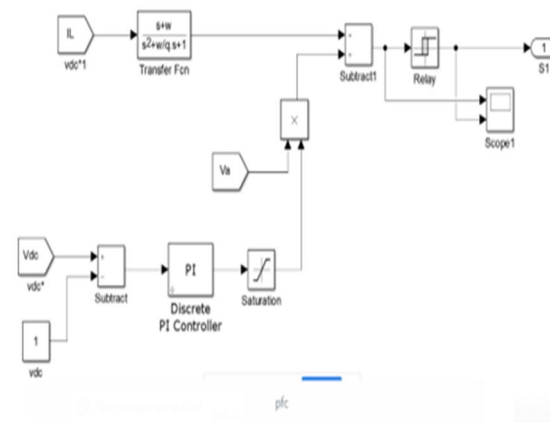 IL
vdc*1
s+w
s2+w/q.s+1
Transfer Fcn
Subtract1
Relay
1
S1
Scope1
X
Va
Vdc
vdc*
Subtract
PI
Discrete
PI Controller
Saturation
1
vdc
pfc